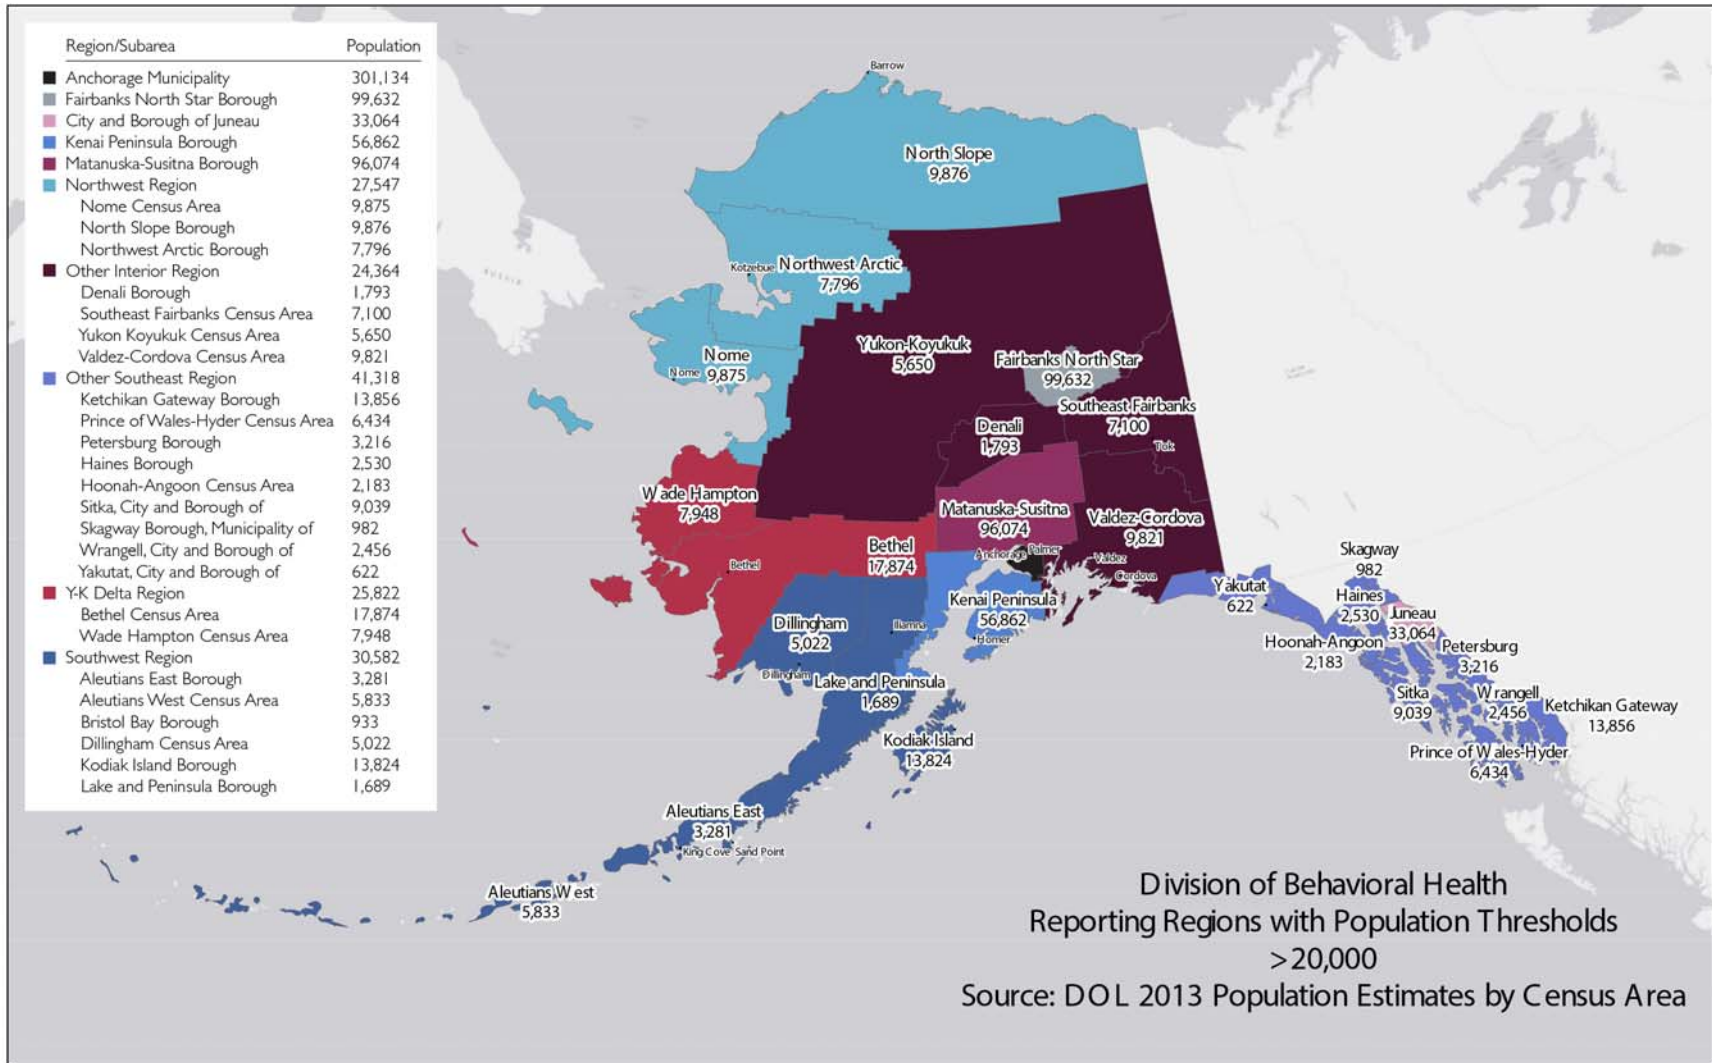 Region/Subarea Population
Anchorage Municipality 301,134
Fairbanks North Star Borough 99,632
City and Borough of Juneau 33,064
Kenai Peninsula Borough 56,862
Matanuska-Susitna Borough 96,074
Northwest Region 27,547
Nome Census Area 9,875
North Slope Borough 9,876
Northwest Arctic Borough 7,796
Other Interior Region 24,364
Denali Borough 1,793
Southeast Fairbanks Census Area 7,100
Yukon Koyukuk Census Area 5,650
Valdez-Cordova Census Area 9,821
Other Southeast Region 41,318
Ketchikan Gateway Borough 13,856
Prince of Wales-Hyder Census Area 6,434
Petersburg Borough 3,216
Haines Borough 2,530
Hoonah-Angoon Census Area 2,183
Sitka, City and Borough of 9,039
Skagway Borough, Municipality of 982
Wrangell, City and Borough of 2,456
Yakutat, City and Borough of 622
Y-K Delta Region 25,822
Bethel Census Area 17,874
Wade Hampton Census Area 7,948
Southwest Region 30,582
Aleutians East Borough 3,281
Aleutians West Census Area 5,833
Bristol Bay Borough 933
Dillingham Census Area 5,022
Kodiak Island Borough 13,824
Lake and Peninsula Borough 1,689
Barrow
North Slope
9,876
Kotzebue
Northwest Arctic
7,796
Nome
9,875
Nome
Yukon-Koyukuk
5,650
Fairbanks North Star
99,632
Southeast Fairbanks
7,100
Denali
1,793
Tok
Wade Hampton
7,948
Matanuska-Susitna
96,074
Valdez-Cordova
9,821
Bethel
17,874
Bethel
Anchorage
Palmer
Valdez
Cordova
Kenai Peninsula
56,862
Homer
Dillingham
5,022
Iliamna
Dillingham
Lake and Peninsula
1,689
Kodiak Island
13,824
Aleutians East
3,281
King Cove
Sand Point
Aleutians West
5,833
Yakutat
622
Skagway
982
Haines
2,530
Juneau
33,064
Hoonah-Angoon
2,183
Petersburg
3,216
Sitka
9,039
Wrangell
2,456
Ketchikan Gateway
13,856
Prince of Wales-Hyder
6,434
Division of Behavioral Health
Reporting Regions with Population Thresholds
>20,000
Source: DOL 2013 Population Estimates by Census Area